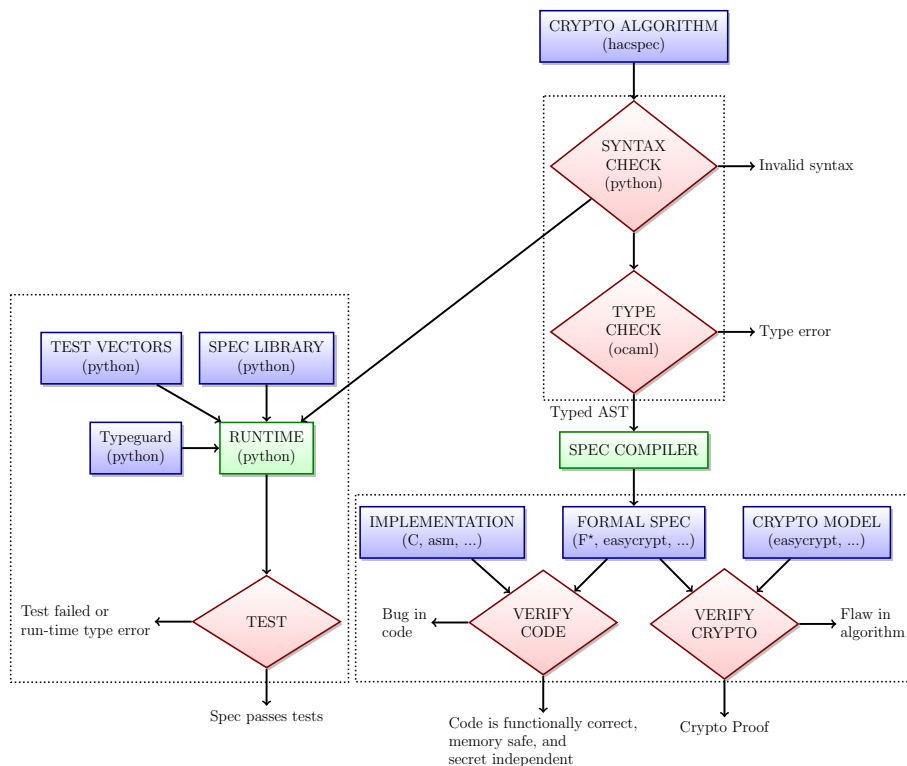 CRYPTO ALGORITHM
(hacspec)
SYNTAX
CHECK
(python)
Invalid syntax
TYPE
CHECK
(ocaml)
Type error
Typed AST
SPEC COMPILER
TEST VECTORS
(python)
SPEC LIBRARY
(python)
Typeguard
(python)
RUNTIME
(python)
TEST
Test failed or
run-time type error
Spec passes tests
IMPLEMENTATION
(C, asm, ...)
FORMAL SPEC
(F*, easycrypt, ...)
CRYPTO MODEL
(easycrypt, ...)
Bug in
code
VERIFY
CODE
VERIFY
CRYPTO
Flaw in
algorithm
Code is functionally correct,
memory safe, and
secret independent
Crypto Proof